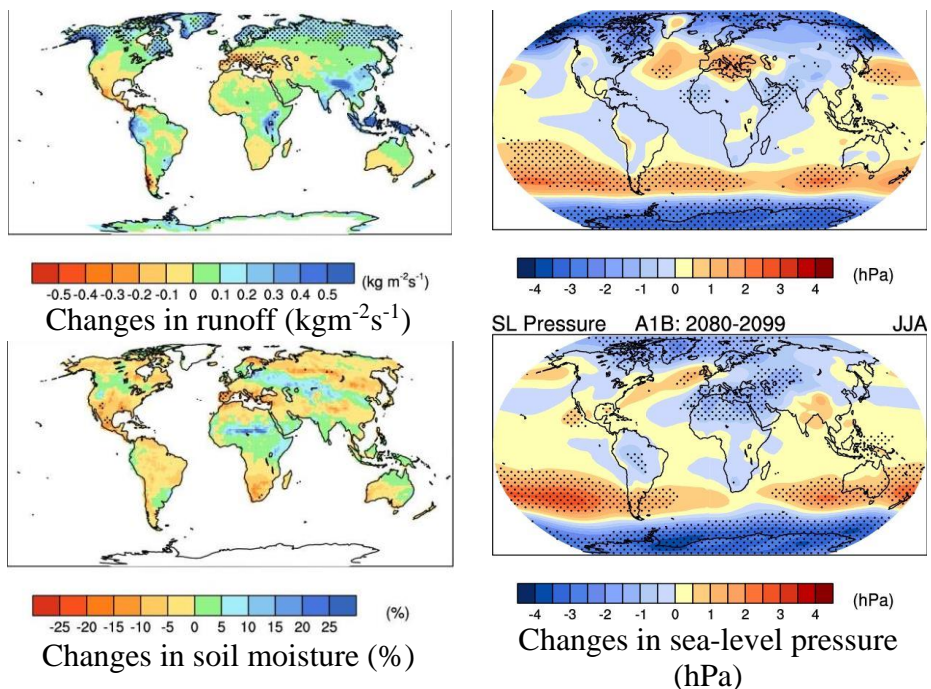 -0.5 -0.4 -0.3 -0.2 -0.1 0 0.1 0.2 0.3 0.4 0.5 (kg m⁻²s⁻¹)
Changes in runoff (kgm⁻²s⁻¹)
-25 -20 -15 -10 -5 0 5 10 15 20 25 (%)
Changes in soil moisture (%)
-4 -3 -2 -1 0 1 2 3 4 (hPa)
SL Pressure A1B: 2080-2099 JJA
-4 -3 -2 -1 0 1 2 3 4 (hPa)
Changes in sea-level pressure
(hPa)